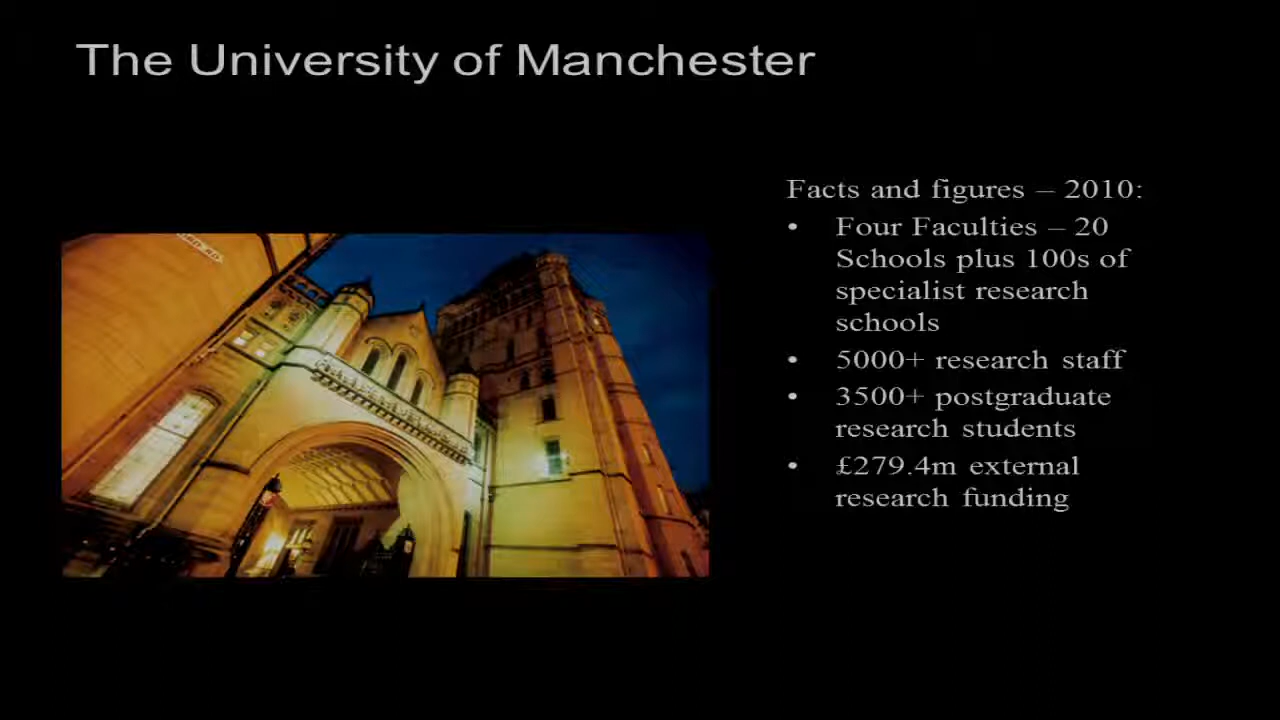 The University of Manchester
Facts and figures – 2010:
• Four Faculties – 20
Schools plus 100s of
specialist research
schools
• 5000+ research staff
• 3500+ postgraduate
research students
• £279.4m external
research funding